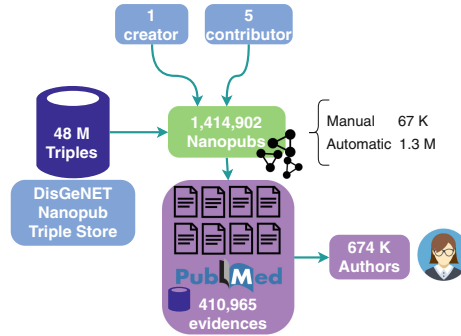 1
creator
5
contributor
48 M
Triples
1,414,902
Nanopubs
Manual 67 K
Automatic 1.3 M
DisGeNET
Nanopub
Triple Store
PubMed
410,965
evidences
674 K
Authors